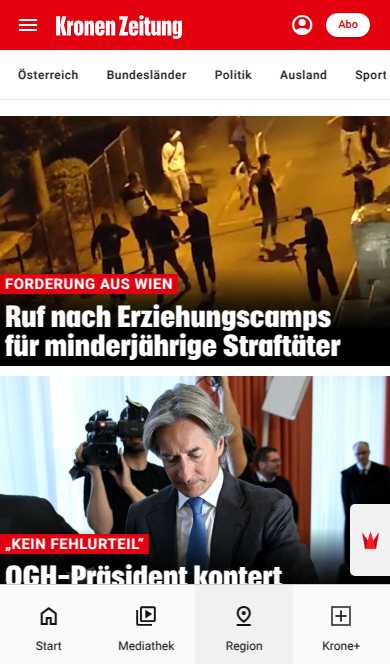 Kronen Zeitung
Abo
Österreich Bundesländer Politik Ausland Sport
FORDERUNG AUS WIEN
Ruf nach Erziehungscamps
für minderjährige Straftäter
„KEIN FEHLURTEIL“
OGH-Präsident kontert
Start Mediathek Region Krone+